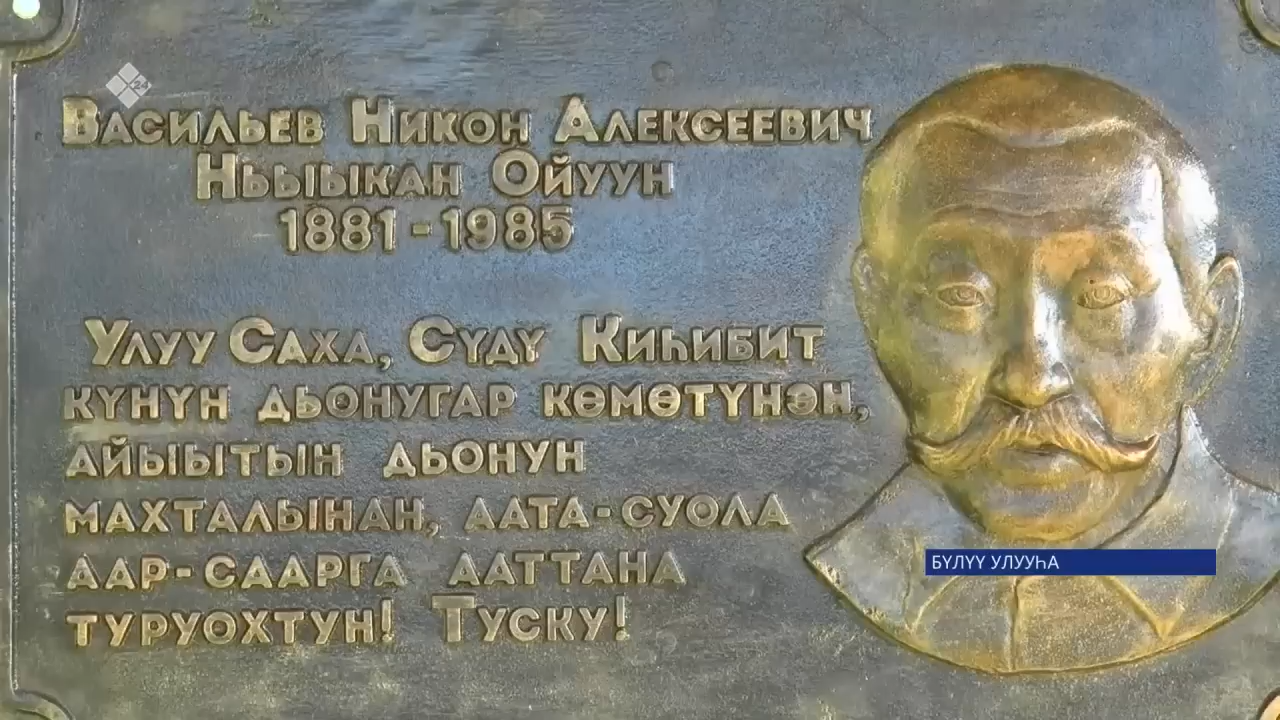 24
Васильев Никон Алексеевич
Ньыыкан Ойуун
1881 - 1985
Улуу Саха, Сүдү Киһибит
күнүн дьонугар көмөтүнэн,
айыытын дьонун
махталынан, аата-суола
аар-саарга ааттана
туруохтун! Туску!
БҮЛҮҮ УЛУУҺА